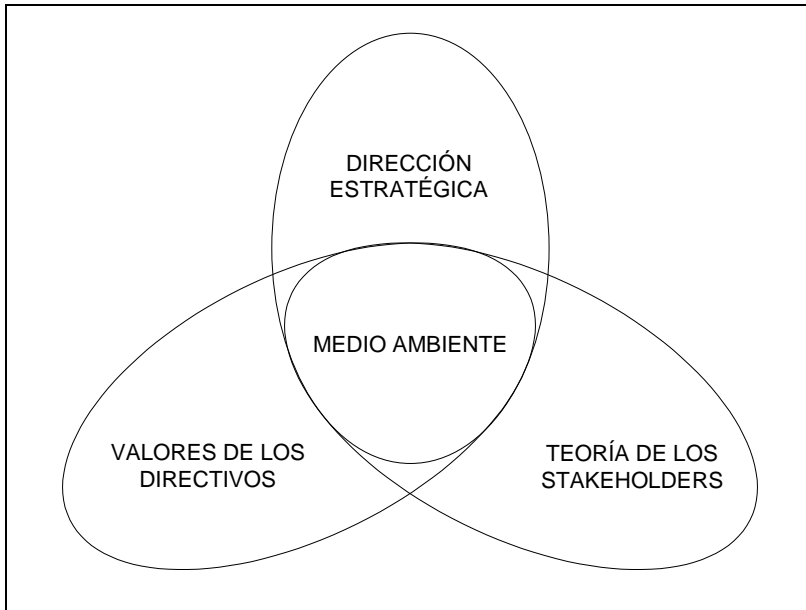 DIRECCIÓN
ESTRATÉGICA
MEDIO AMBIENTE
VALORES DE LOS
DIRECTIVOS
TEORÍA DE LOS
STAKEHOLDERS